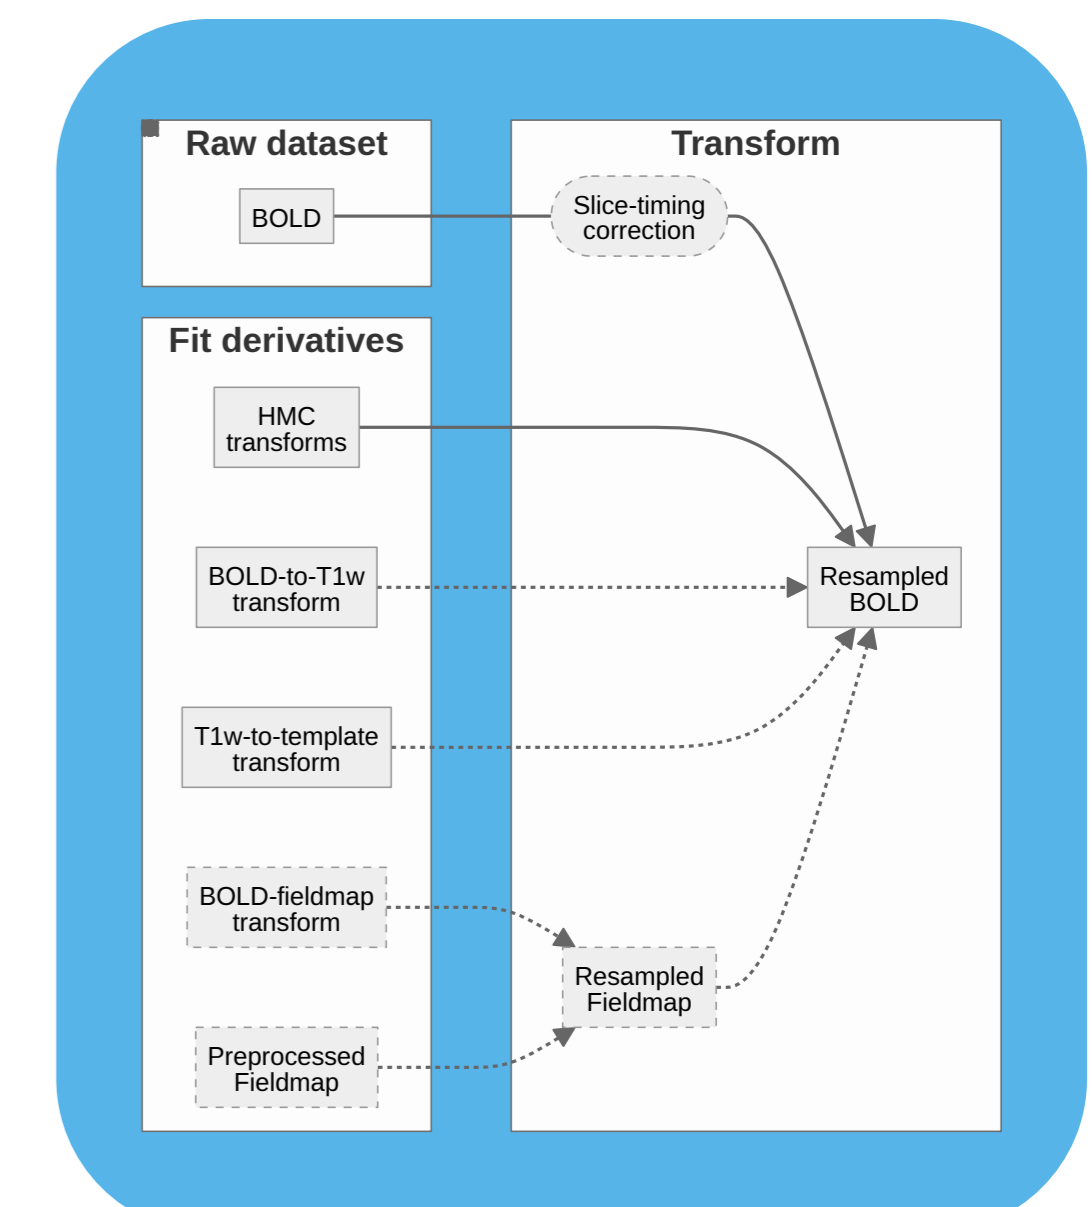 Raw dataset
BOLD
Fit derivatives
HMC
transforms
BOLD-to-T1w
transform
T1w-to-template
transform
BOLD-fieldmap
transform
Preprocessed
Fieldmap
Transform
Slice-timing
correction
Resampled
BOLD
Resampled
Fieldmap